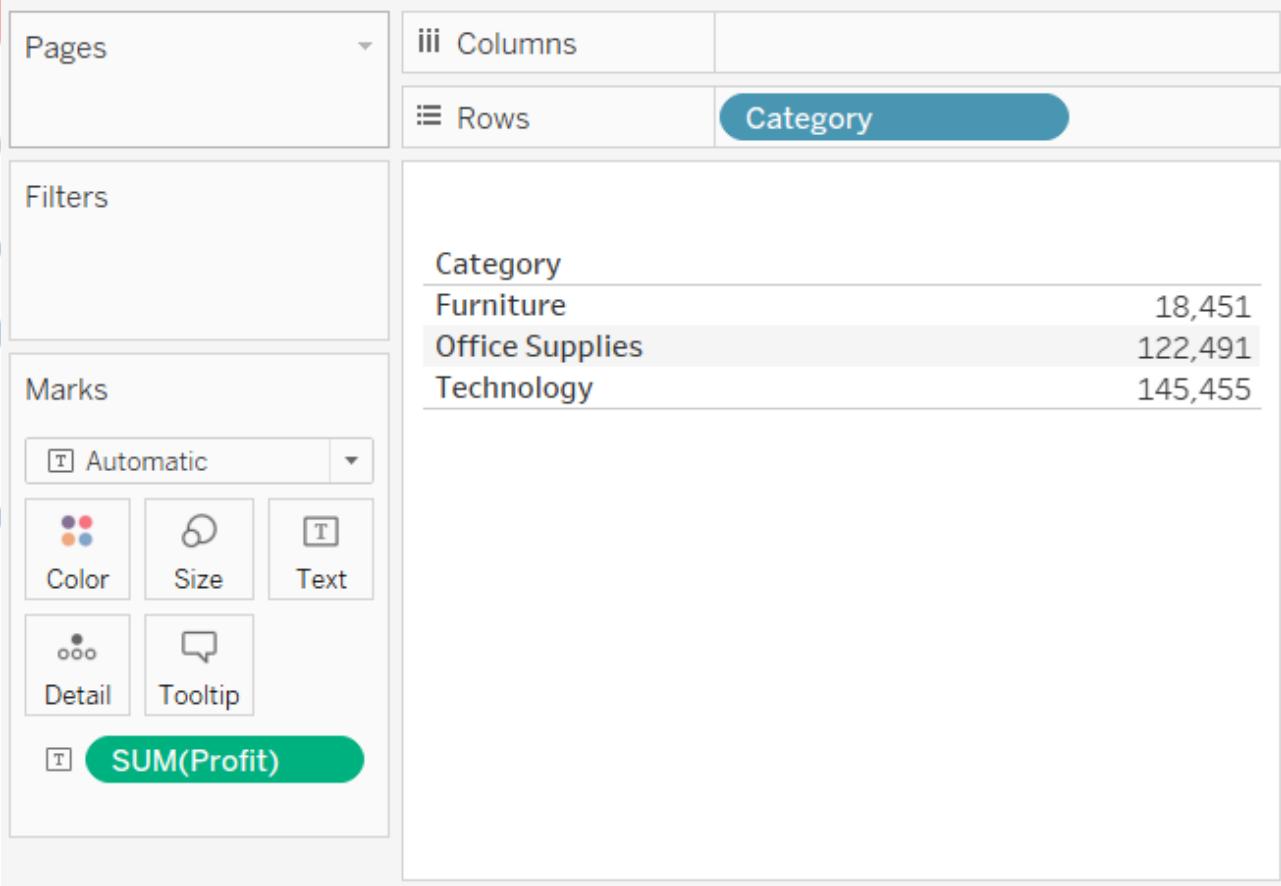 Pages
Columns
Rows
Category
Filters
Marks
Automatic
Color
Size
Text
Detail
Tooltip
SUM(Profit)
Category
Furniture 18,451
Office Supplies 122,491
Technology 145,455